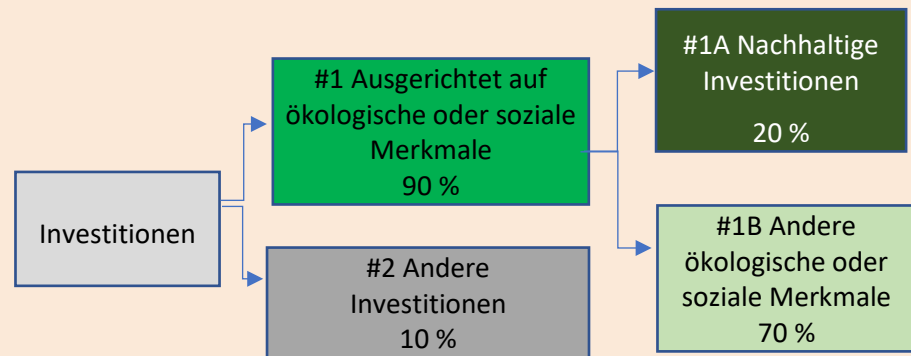 Investitionen
#1 Ausgerichtet auf
ökologische oder soziale
Merkmale
90 %
#2 Andere
Investitionen
10 %
#1A Nachhaltige
Investitionen
20 %
#1B Andere
ökologische oder
soziale Merkmale
70 %